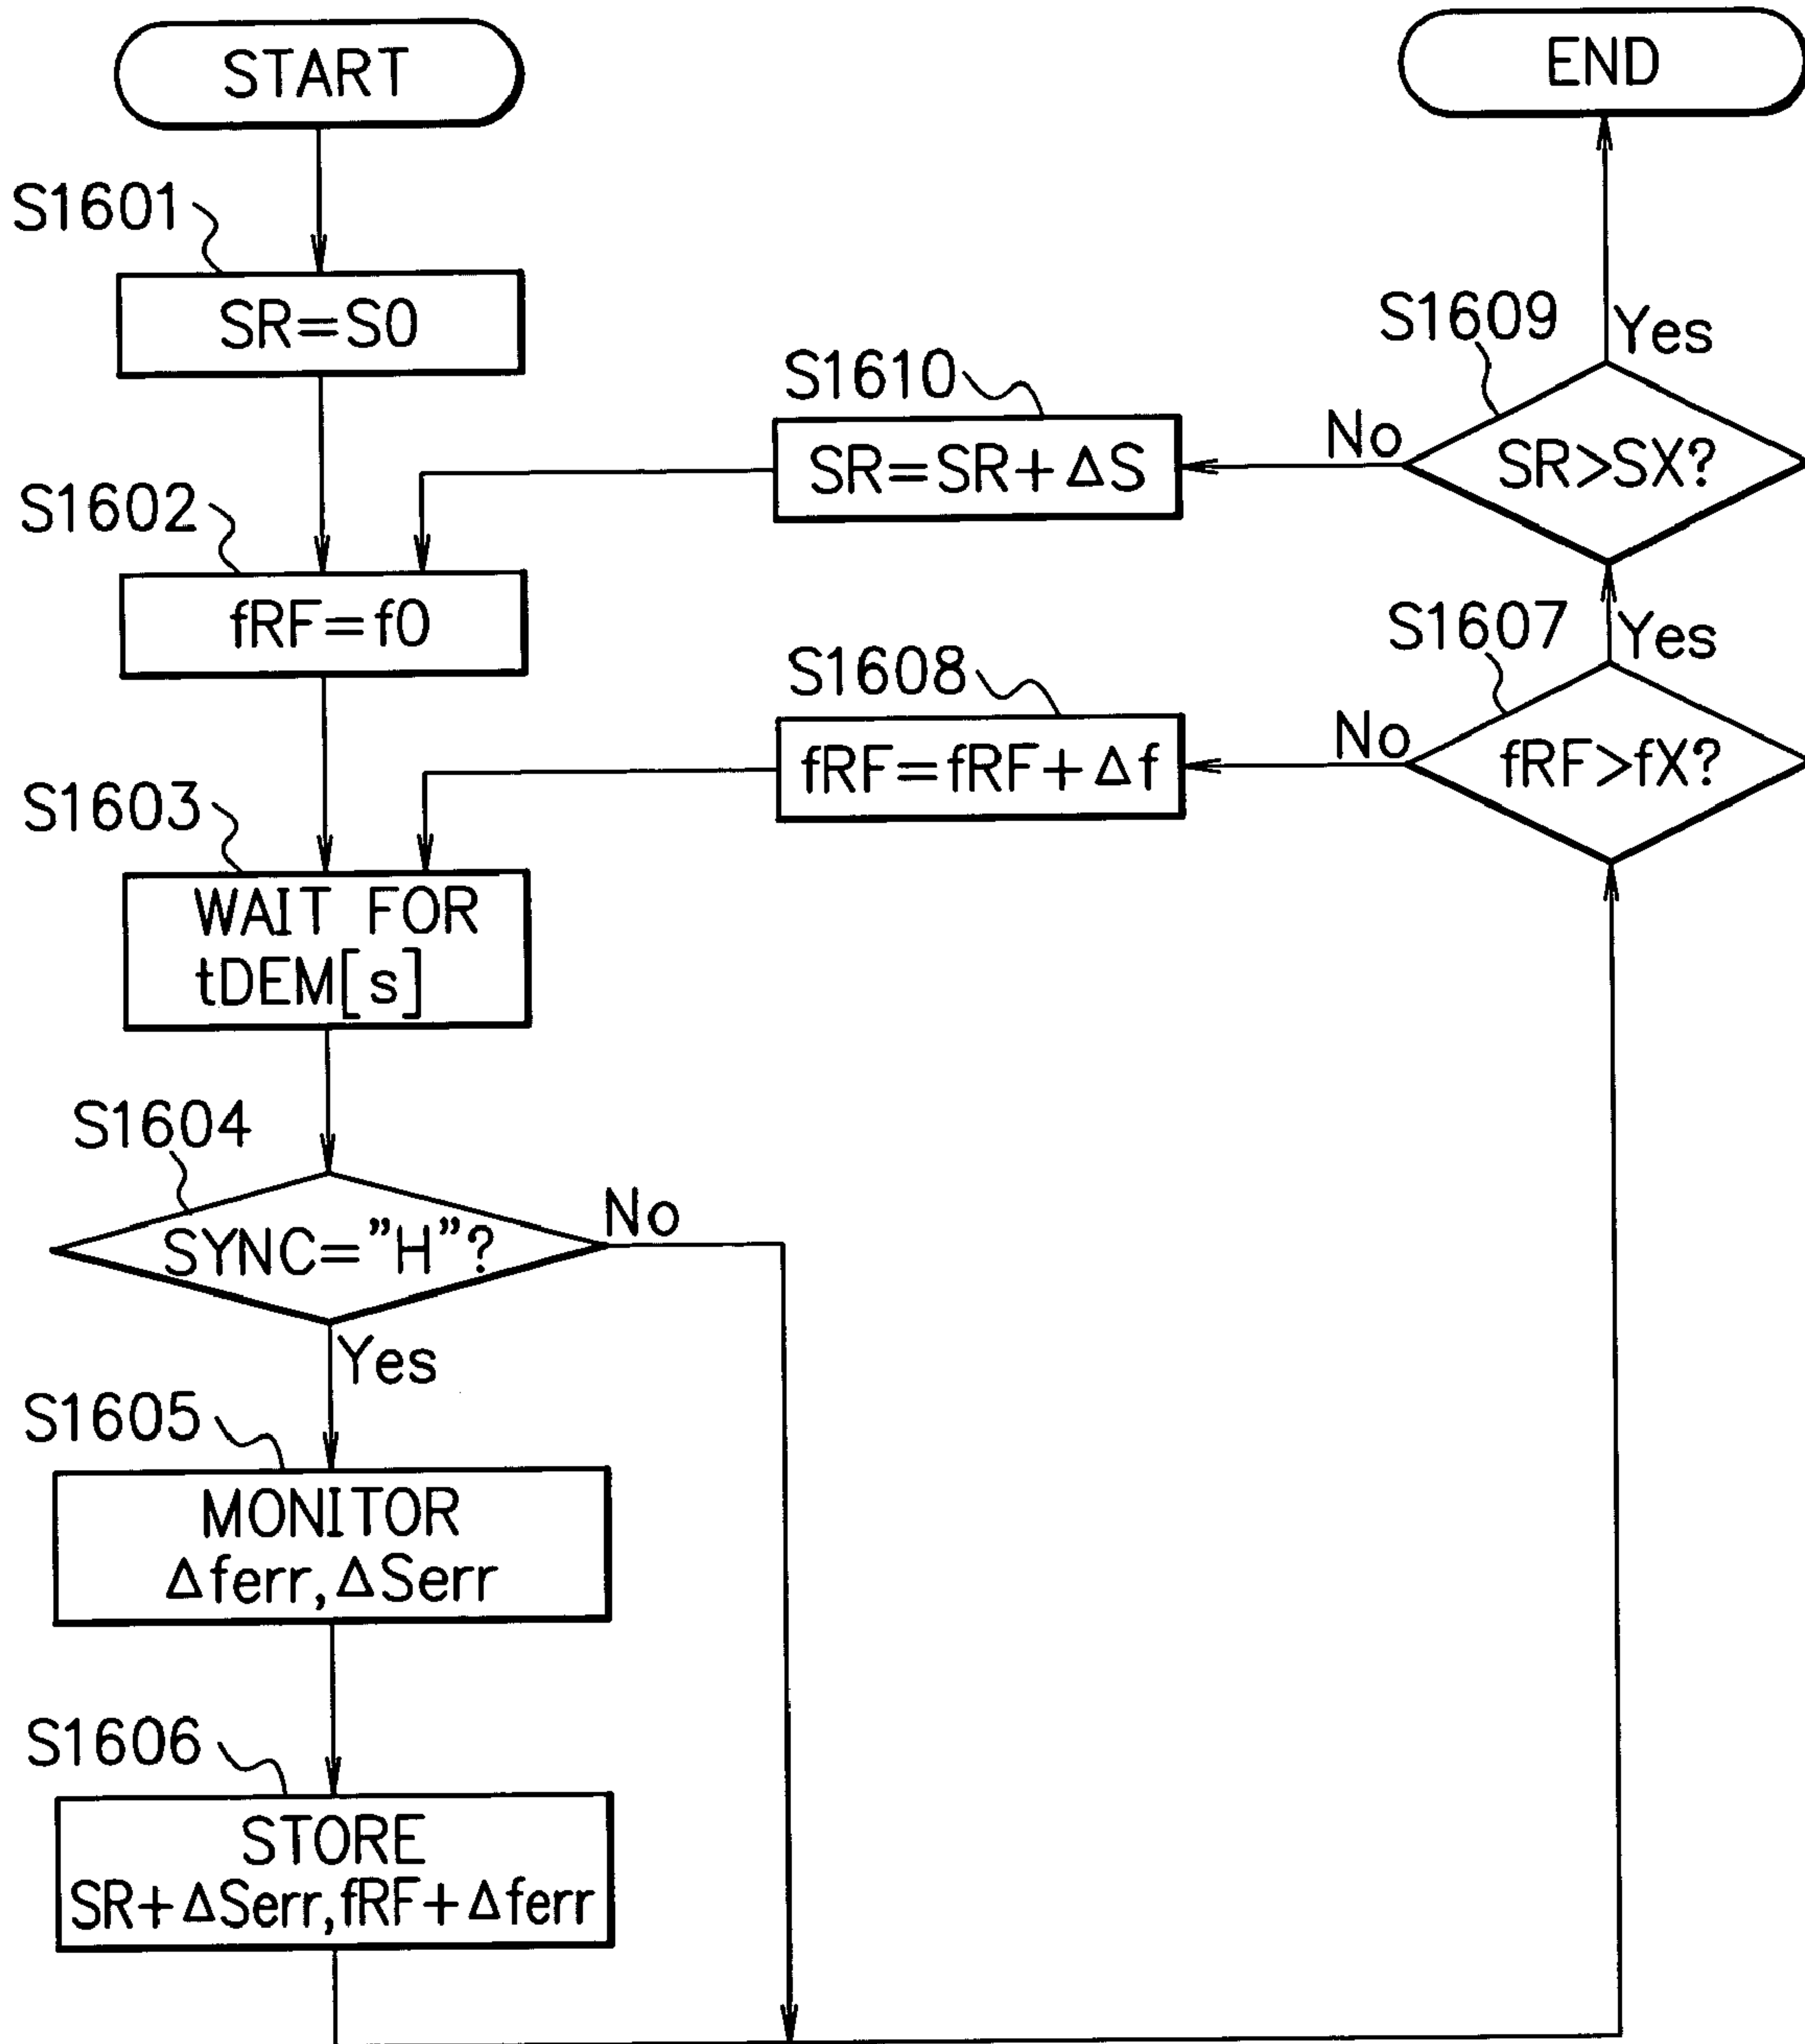 START
END
S1601
SR=S0
S1609
Yes
S1610
No
SR=SR+ΔS
SR>SX?
S1602
fRF=f0
S1607
Yes
S1608
No
fRF=fRF+Δf
fRF>fX?
S1603
WAIT FOR
tDEM[s]
S1604
No
SYNC="H"?
Yes
S1605
MONITOR
Δferr,ΔSerr
S1606
STORE
SR+ΔSerr,fRF+Δferr